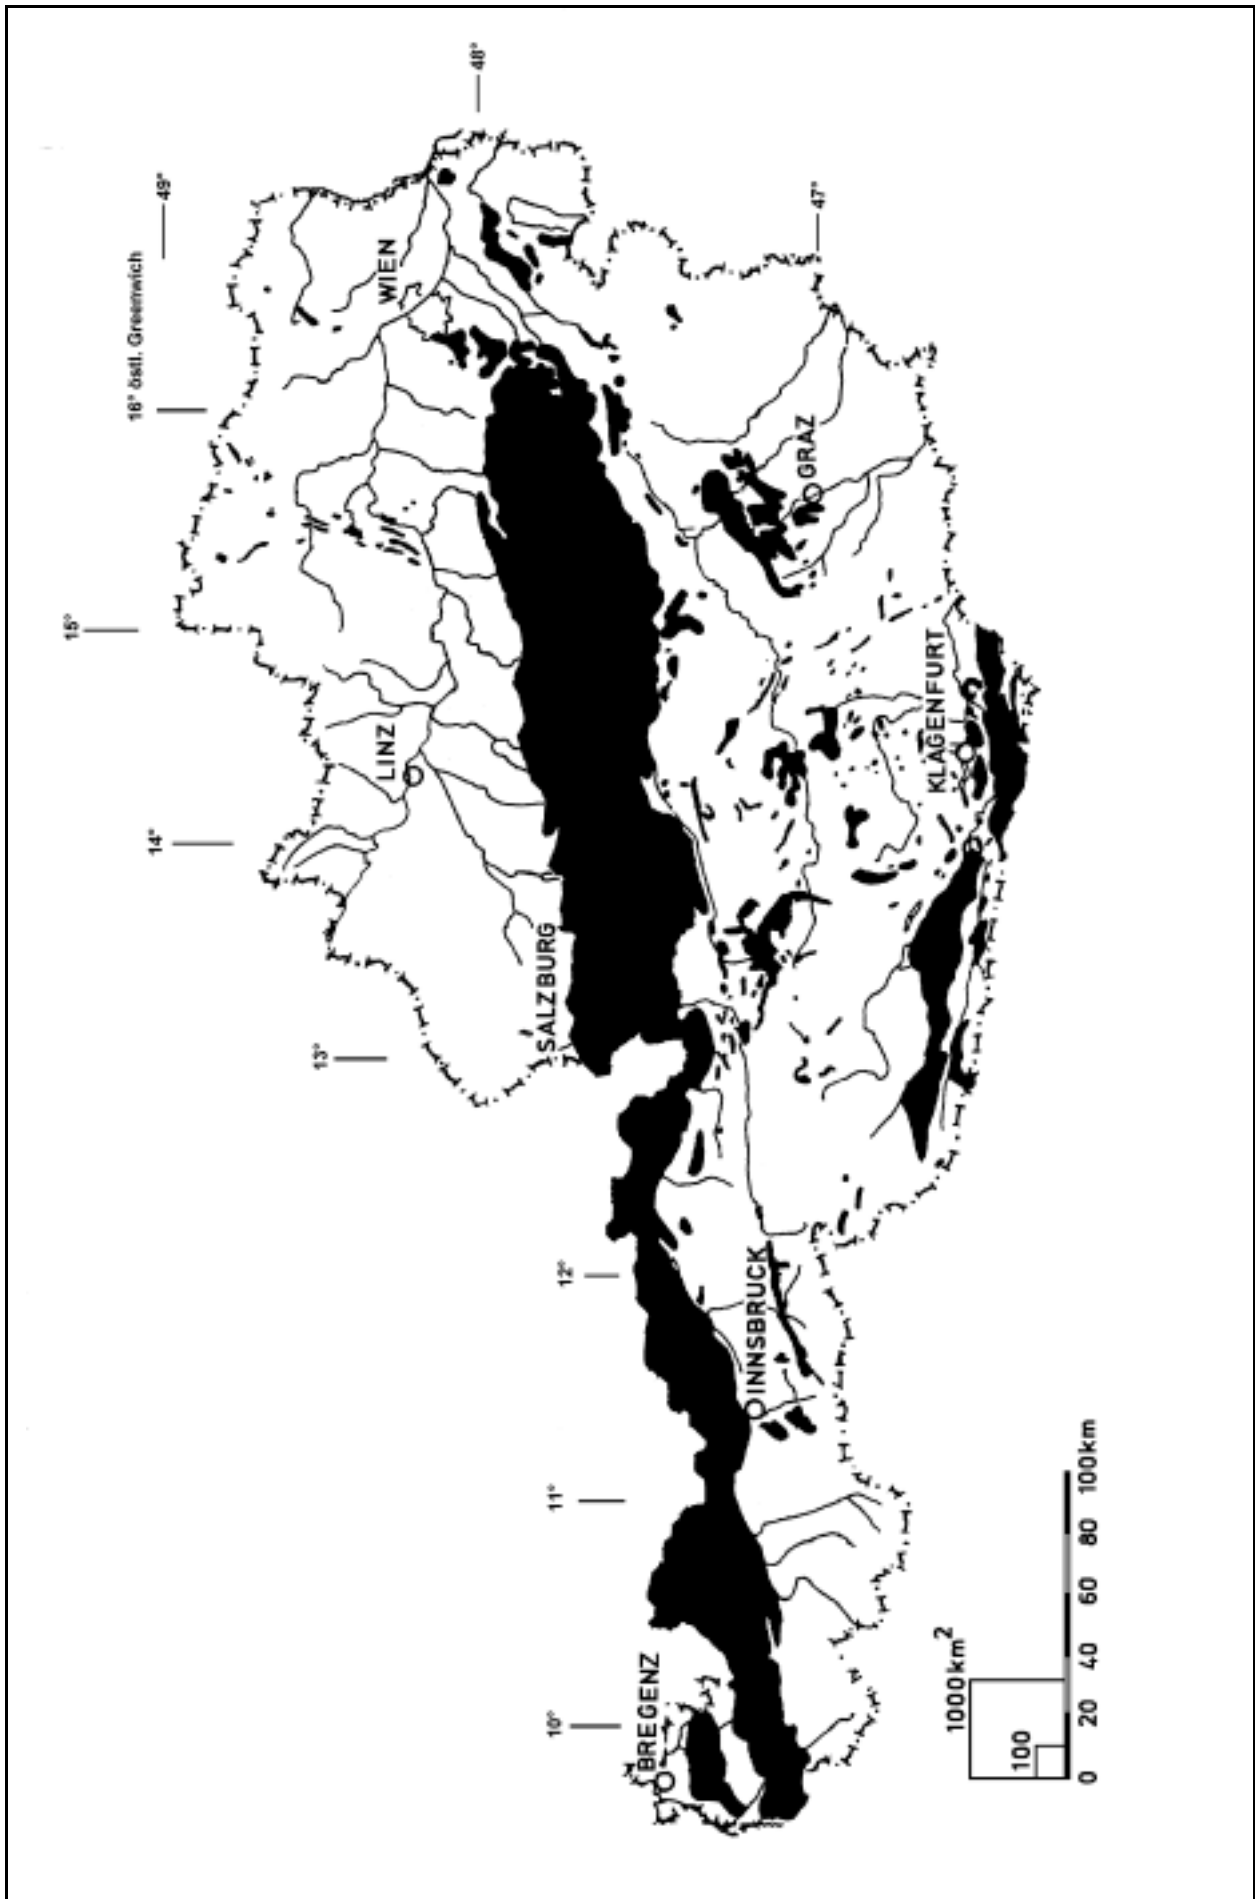 48°
49°
16° östl. Greenwich
47°
WIEN
15°
GRAZ
LINZ
KLAGENFURT
14°
SALZBURG
13°
12°
INNSBRUCK
11°
BREGENZ
10°
1000km²
100
0 20 40 60 80 100km